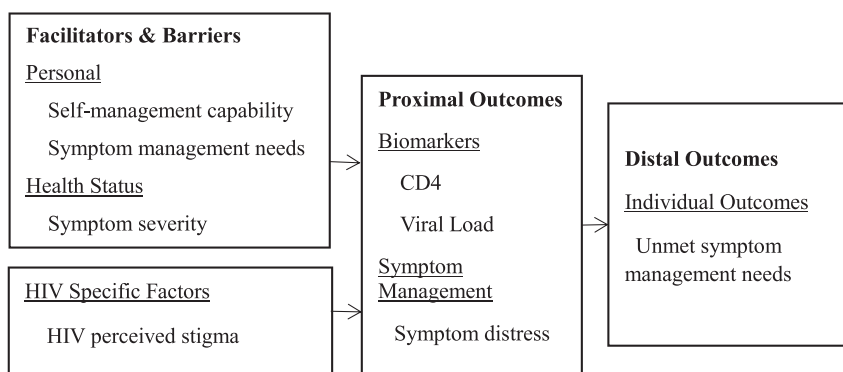 Facilitators & Barriers
Personal
Self-management capability
Symptom management needs
Health Status
Symptom severity
HIV Specific Factors
HIV perceived stigma
Proximal Outcomes
Biomarkers
CD4
Viral Load
Symptom
Management
Symptom distress
Distal Outcomes
Individual Outcomes
Unmet symptom
management needs